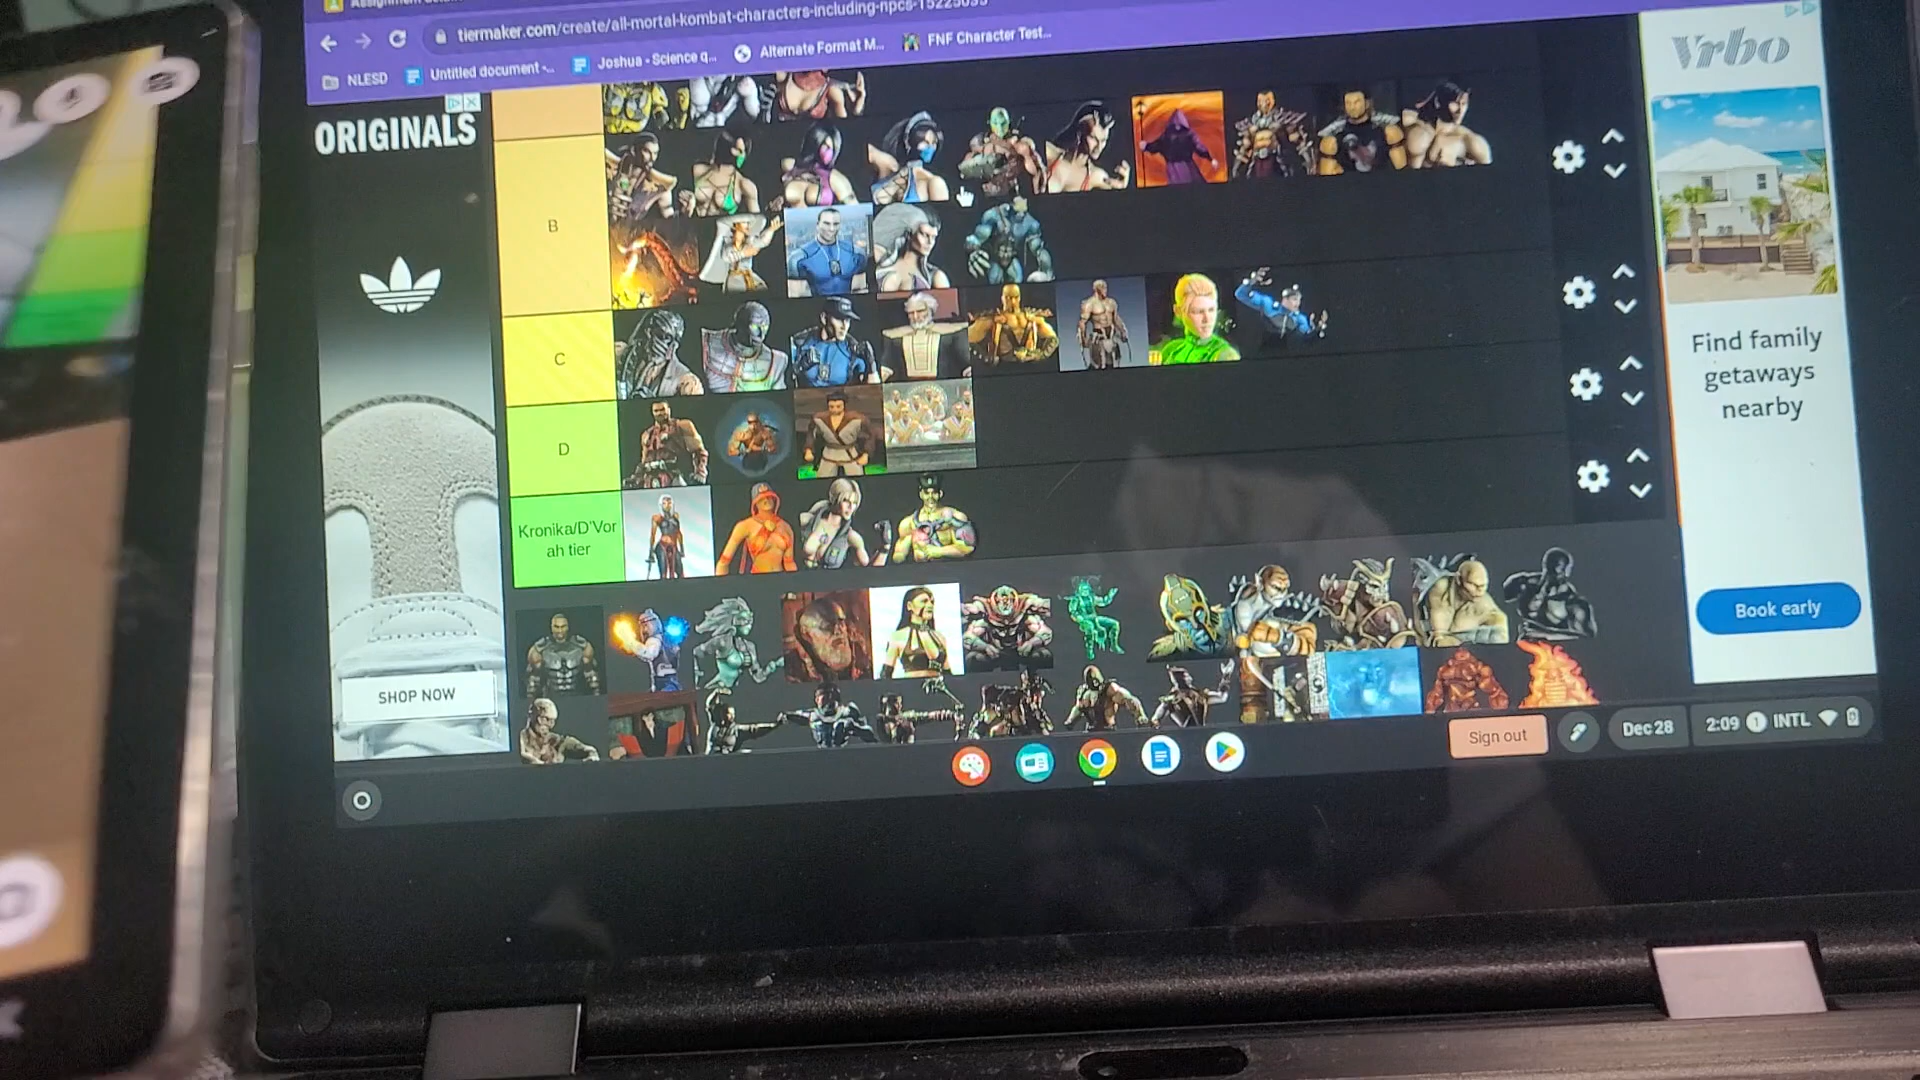 tiermaker.com/create/all-mortal-kombat-characters-including-npcs-15225035
NLESD
Untitled document -...
Joshua - Science q...
Alternate Format M...
FNF Character Test...
ORIGINALS
SHOP NOW
B
C
D
Kronika/D'Vor
ah tier
Vrbo
Find family
getaways
nearby
Book early
Sign out
Dec 28
2:09
1
INTL